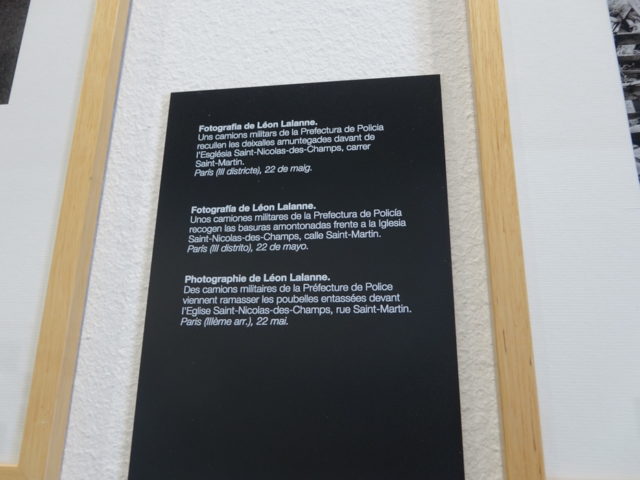 Fotografia de Léon Lalanne.
Uns camions militars de la Prefectura de Policia
recullen les deixalles amuntegades davant de
l'Església Saint-Nicolas-des-Champs, carrer
Saint-Martin.
París (III districte), 22 de maig.
Fotografía de Léon Lalanne.
Unos camiones militares de la Prefectura de Policía
recogen las basuras amontonadas frente a la Iglesia
Saint-Nicolas-des-Champs, calle Saint-Martin.
París (III distrito), 22 de mayo.
Photographie de Léon Lalanne.
Des camions militaires de la Préfecture de Police
viennent ramasser les poubelles entassées devant
l'Eglise Saint-Nicolas-des-Champs, rue Saint-Martin.
Paris (IIIème arr.), 22 mai.